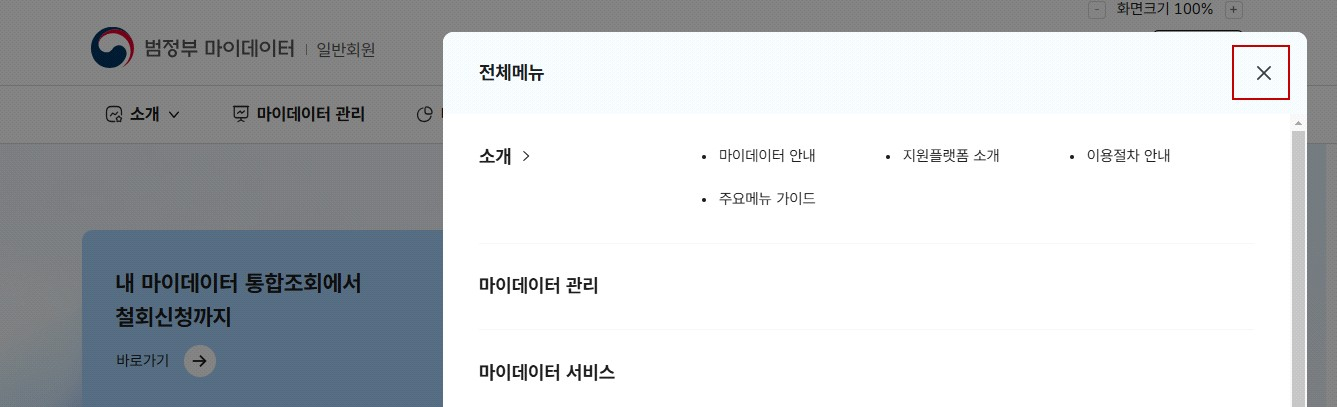 - 화면크기 100% +
범정부 마이데이터 | 일반회원
전체메뉴
소개 마이데이터 관리
소개 > • 마이데이터 안내 • 지원플랫폼 소개 • 이용절차 안내
• 주요메뉴 가이드
마이데이터 관리
마이데이터 서비스
내 마이데이터 통합조회에서
철회신청까지
바로가기